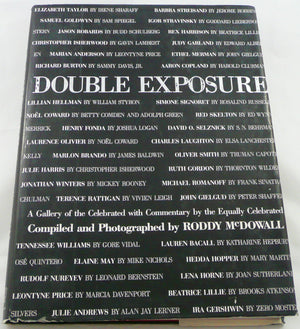 ELIZABETH TAYLOR BY IRENE SHARAFF BARBRA STREISAND BY JEROME ROBBI
SAMUEL GOLDWYN BY SAM SPIEGEL IGOR STRAVINSKY BY GODDARD LIEBERS
STERN JASON ROBARDS BY BUDD SCHULBERG REX HARRISON BY BEATRICE LILLIE
CHRISTOPHER ISHERWOOD BY GAVIN LAMBERT JUDY GARLAND BY EDWARD ALBEE
EN MARIAN ANDERSON BY LEONTYNE PRICE ETHEL MERMAN BY JOHN GIELGUD
RICHARD BURTON BY SAMMY DAVIS, JR. AARON COPLAND BY HAROLD CLURMAN
DOUBLE EXPOSURE
LILLIAN HELLMAN BY WILLIAM STYRON SIMONE SIGNORET BY ROSALIND RUSSELL
NOËL COWARD BY BETTY COMDEN AND ADOLPH GREEN RED SKELTON BY ED WYNN
MERRICK HENRY FONDA BY JOSHUA LOGAN DAVID O. SELZNICK BY S.N. BEHRMAN
LAURENCE OLIVIER BY NOËL COWARD CHARLES LAUGHTON BY ELSA LANCHESTER
KELLY MARLON BRANDO BY JAMES BALDWIN OLIVER SMITH BY TRUMAN CAPOTE
JULIE HARRIS BY CHRISTOPHER ISHERWOOD RUTH GORDON BY THORNTON WILDER
JONATHAN WINTERS BY MICKEY ROONEY MICHAEL ROMANOFF BY FRANK SINATRA
CHULMAN TERENCE RATTIGAN BY VIVIEN LEIGH JOHN GIELGUD BY PETER SHAFFER
A Gallery of the Celebrated with Commentary by the Equally Celebrated
Compiled and Photographed by RODDY McDOWALL
TENNESSEE WILLIAMS BY GORE VIDAL LAUREN BACALL BY KATHARINE HEPBURN
JOSÉ QUINTERO ELAINE MAY BY MIKE NICHOLS HEDDA HOPPER BY MARY MARTIN
RUDOLF NUREYEV BY LEONARD BERNSTEIN LENA HORNE BY JOAN SUTHERLAND
LEONTYNE PRICE BY MARCIA DAVENPORT BEATRICE LILLIE BY BROOKS ATKINSON
SILVERS JULIE ANDREWS BY ALAN JAY LERNER IRA GERSHWIN BY ZERO MOSTEL